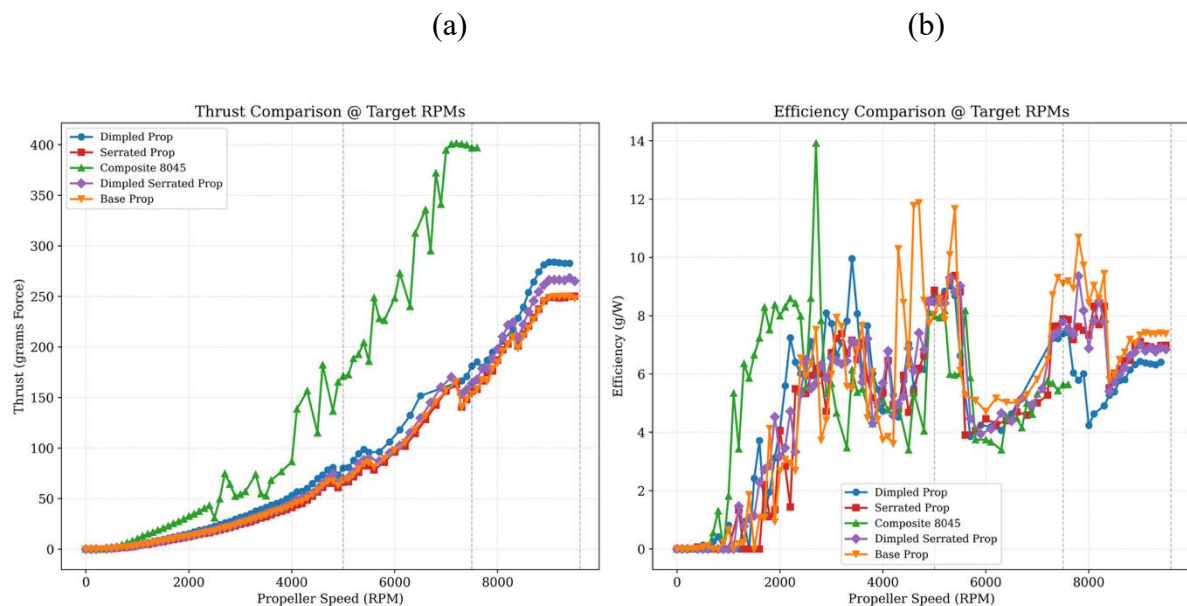 (a)
(b)
Thrust Comparison @ Target RPMs
400
350
300
250
200
150
100
50
0
Thrust (grams Force)
Dimpled Prop
Serrated Prop
Composite 8045
Dimpled Serrated Prop
Base Prop
0
2000
4000
6000
8000
Propeller Speed (RPM)
Efficiency Comparison @ Target RPMs
14
12
10
8
6
4
2
0
Efficiency (g/W)
Dimpled Prop
Serrated Prop
Composite 8045
Dimpled Serrated Prop
Base Prop
0
2000
4000
6000
8000
Propeller Speed (RPM)